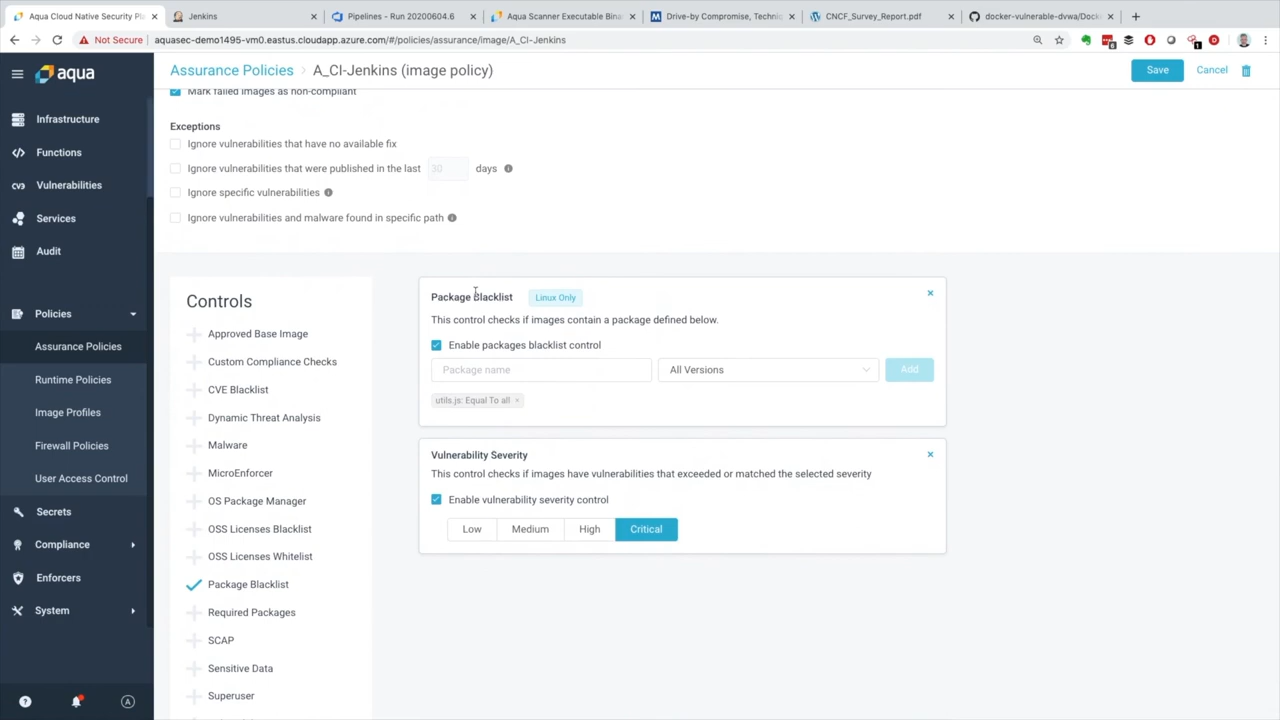 Aqua Cloud Native Security Pla
Jenkins
Pipelines - Run 20200604.6
Aqua Scanner Executable Binar
Drive-by Compromise, Techniq
CNCF_Survey_Report.pdf
docker-vulnerable-dvwa/Docke
Not Secure
aquasec-demo1495-vm0.eastus.cloudapp.azure.com/#/policies/assurance/image/A_CI-Jenkins
aqua
Assurance Policies > A_CI-Jenkins (image policy)
Save
Cancel
Infrastructure
Functions
CVE Vulnerabilities
Services
Audit
Policies
Assurance Policies
Runtime Policies
Image Profiles
Firewall Policies
User Access Control
Secrets
Compliance
Enforcers
System
A
Mark failed images as non-compliant
Exceptions
Ignore vulnerabilities that have no available fix
Ignore vulnerabilities that were published in the last 30 days
Ignore specific vulnerabilities
Ignore vulnerabilities and malware found in specific path
Controls
Approved Base Image
Custom Compliance Checks
CVE Blacklist
Dynamic Threat Analysis
Malware
MicroEnforcer
OS Package Manager
OSS Licenses Blacklist
OSS Licenses Whitelist
Package Blacklist
Required Packages
SCAP
Sensitive Data
Superuser
Package Blacklist Linux Only
This control checks if images contain a package defined below.
Enable packages blacklist control
Package name
All Versions
Add
utils.js: Equal To all ×
Vulnerability Severity
This control checks if images have vulnerabilities that exceeded or matched the selected severity
Enable vulnerability severity control
Low Medium High Critical